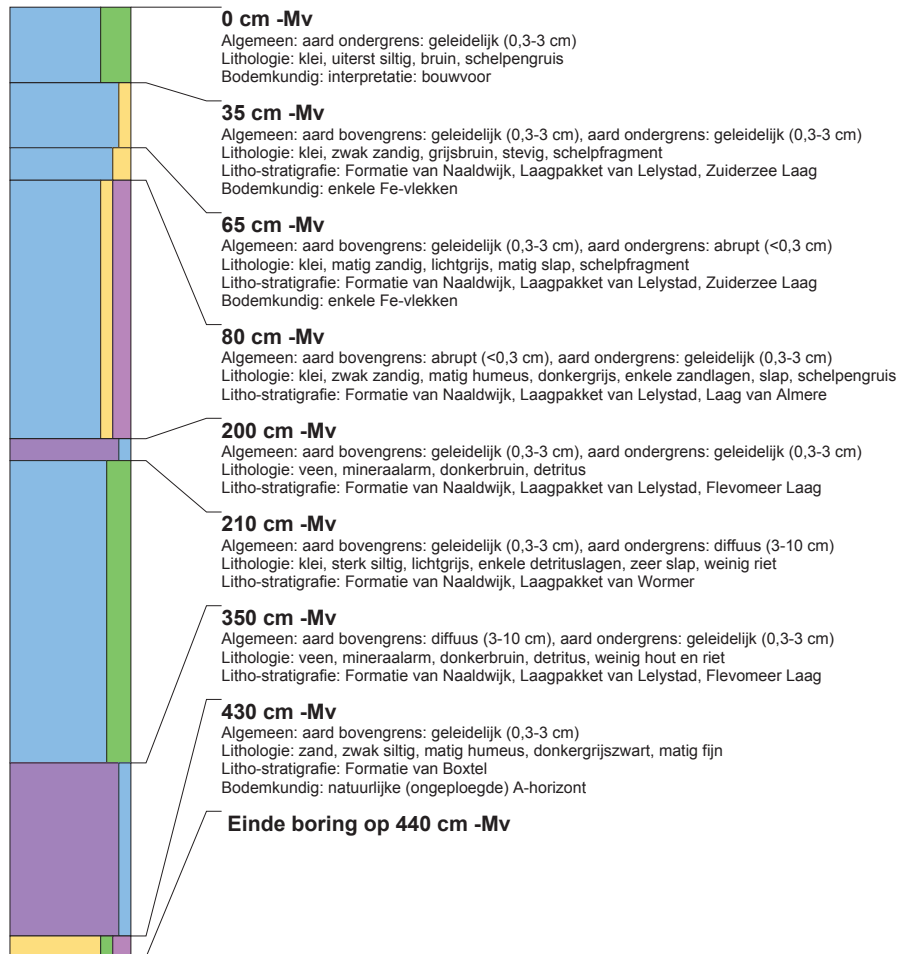 0 cm -Mv
Algemeen: aard ondergrens: geleidelijk (0,3-3 cm)
Lithologie: klei, uiterst siltig, bruin, schelpengruis
Bodemkundig: interpretatie: bouwvoor
35 cm -Mv
Algemeen: aard bovengrens: geleidelijk (0,3-3 cm), aard ondergrens: geleidelijk (0,3-3 cm)
Lithologie: klei, zwak zandig, grijsbruin, stevig, schelpfragment
Litho-stratigrafie: Formatie van Naaldwijk, Laagpakket van Lelystad, Zuiderzee Laag
Bodemkundig: enkele Fe-vlekken
65 cm -Mv
Algemeen: aard bovengrens: geleidelijk (0,3-3 cm), aard ondergrens: abrupt (<0,3 cm)
Lithologie: klei, matig zandig, lichtgrijs, matig slap, schelpfragment
Litho-stratigrafie: Formatie van Naaldwijk, Laagpakket van Lelystad, Zuiderzee Laag
Bodemkundig: enkele Fe-vlekken
80 cm -Mv
Algemeen: aard bovengrens: abrupt (<0,3 cm), aard ondergrens: geleidelijk (0,3-3 cm)
Lithologie: klei, zwak zandig, matig humeus, donkergrijs, enkele zandlagen, slap, schelpengruis
Litho-stratigrafie: Formatie van Naaldwijk, Laagpakket van Lelystad, Laag van Almere
200 cm -Mv
Algemeen: aard bovengrens: geleidelijk (0,3-3 cm), aard ondergrens: geleidelijk (0,3-3 cm)
Lithologie: veen, mineraalarm, donkerbruin, detritus
Litho-stratigrafie: Formatie van Naaldwijk, Laagpakket van Lelystad, Flevomeer Laag
210 cm -Mv
Algemeen: aard bovengrens: geleidelijk (0,3-3 cm), aard ondergrens: diffuus (3-10 cm)
Lithologie: klei, sterk siltig, lichtgrijs, enkele detrituslagen, zeer slap, weinig riet
Litho-stratigrafie: Formatie van Naaldwijk, Laagpakket van Wormer
350 cm -Mv
Algemeen: aard bovengrens: diffuus (3-10 cm), aard ondergrens: geleidelijk (0,3-3 cm)
Lithologie: veen, mineraalarm, donkerbruin, detritus, weinig hout en riet
Litho-stratigrafie: Formatie van Naaldwijk, Laagpakket van Lelystad, Flevomeer Laag
430 cm -Mv
Algemeen: aard bovengrens: geleidelijk (0,3-3 cm)
Lithologie: zand, zwak siltig, matig humeus, donkergrijszwart, matig fijn
Litho-stratigrafie: Formatie van Boxtel
Bodemkundig: natuurlijke (ongeploegde) A-horizont
Einde boring op 440 cm -Mv